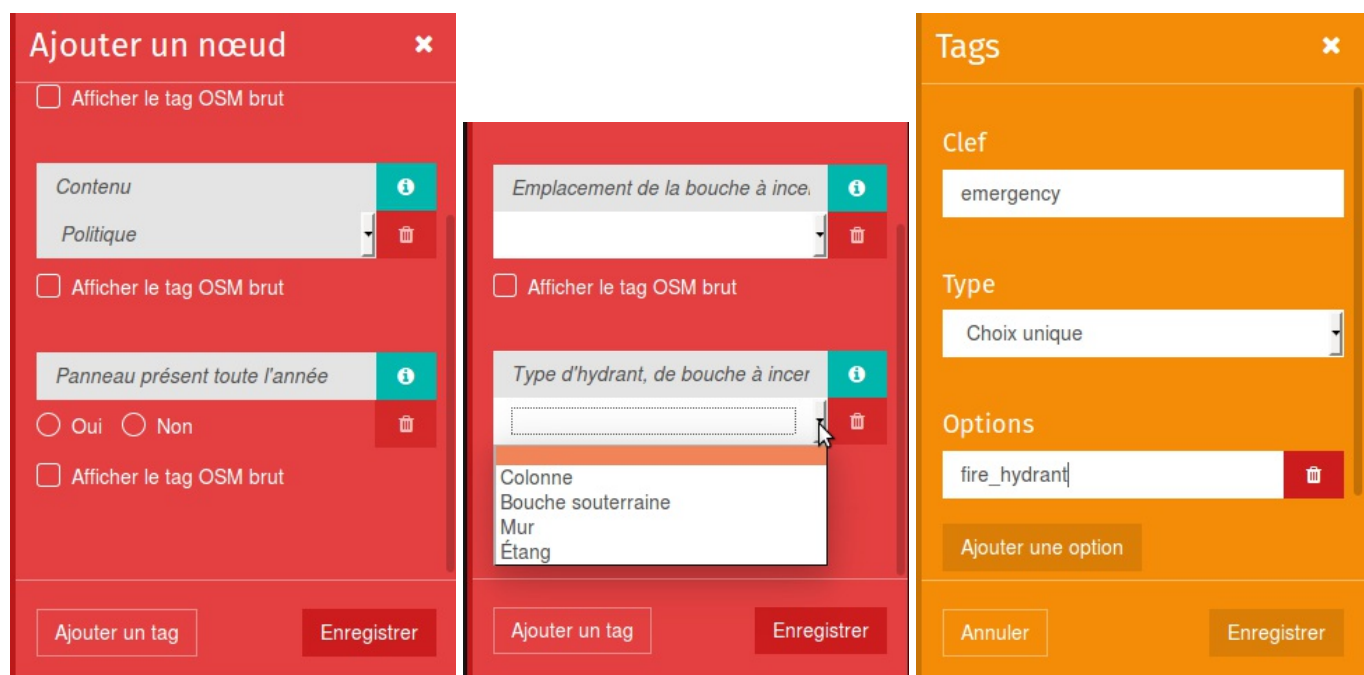 Ajouter un nœud
Afficher le tag OSM brut
Contenu
Politique
Afficher le tag OSM brut
Panneau présent toute l'année
Oui Non
Afficher le tag OSM brut
Ajouter un tag Enregistrer
Emplacement de la bouche à incei
Afficher le tag OSM brut
Type d'hydrant, de bouche à incer
Colonne
Bouche souterraine
Mur
Étang
Ajouter un tag Enregistrer
Tags
Clef
emergency
Type
Choix unique
Options
fire_hydrant
Ajouter une option
Annuler Enregistrer